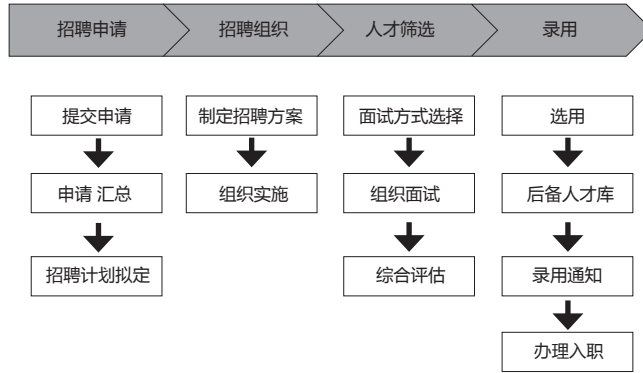 招聘申请
招聘组织
人才筛选
录用
提交申请
申请 汇总
招聘计划拟定
制定招聘方案
组织实施
面试方式选择
组织面试
综合评估
选用
后备人才库
录用通知
办理入职